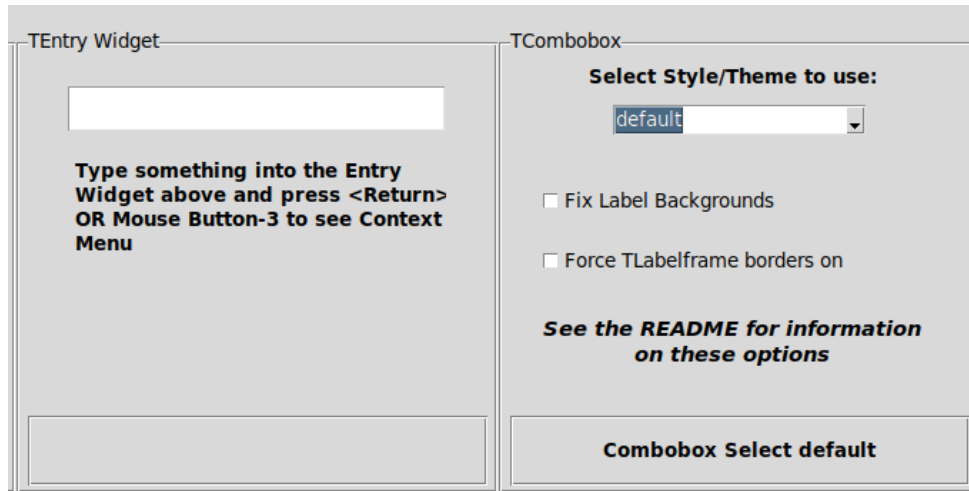 TEntry Widget
Type something into the Entry
Widget above and press <Return>
OR Mouse Button-3 to see Context
Menu
TCombobox
Select Style/Theme to use:
default
Fix Label Backgrounds
Force TLabelframe borders on
See the README for information
on these options
Combobox Select default